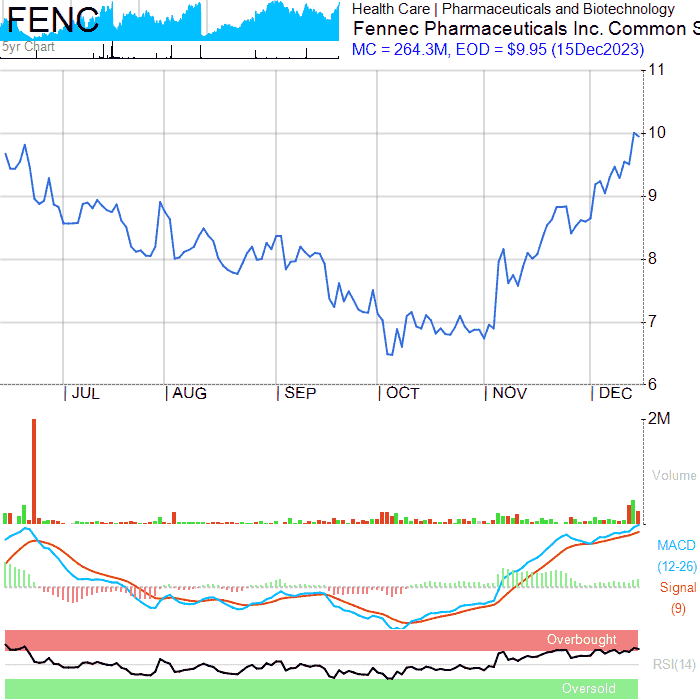 FENC
5yr Chart
Health Care | Pharmaceuticals and Biotechnology
Fennec Pharmaceuticals Inc. Common S
MC = 264.3M, EOD = $9.95 (15Dec2023)
11
10
9
8
7
6
JUL AUG SEP OCT NOV DEC
2M
Volume
MACD
(12-26)
Signal
(9)
Overbought
RSI(14)
Oversold